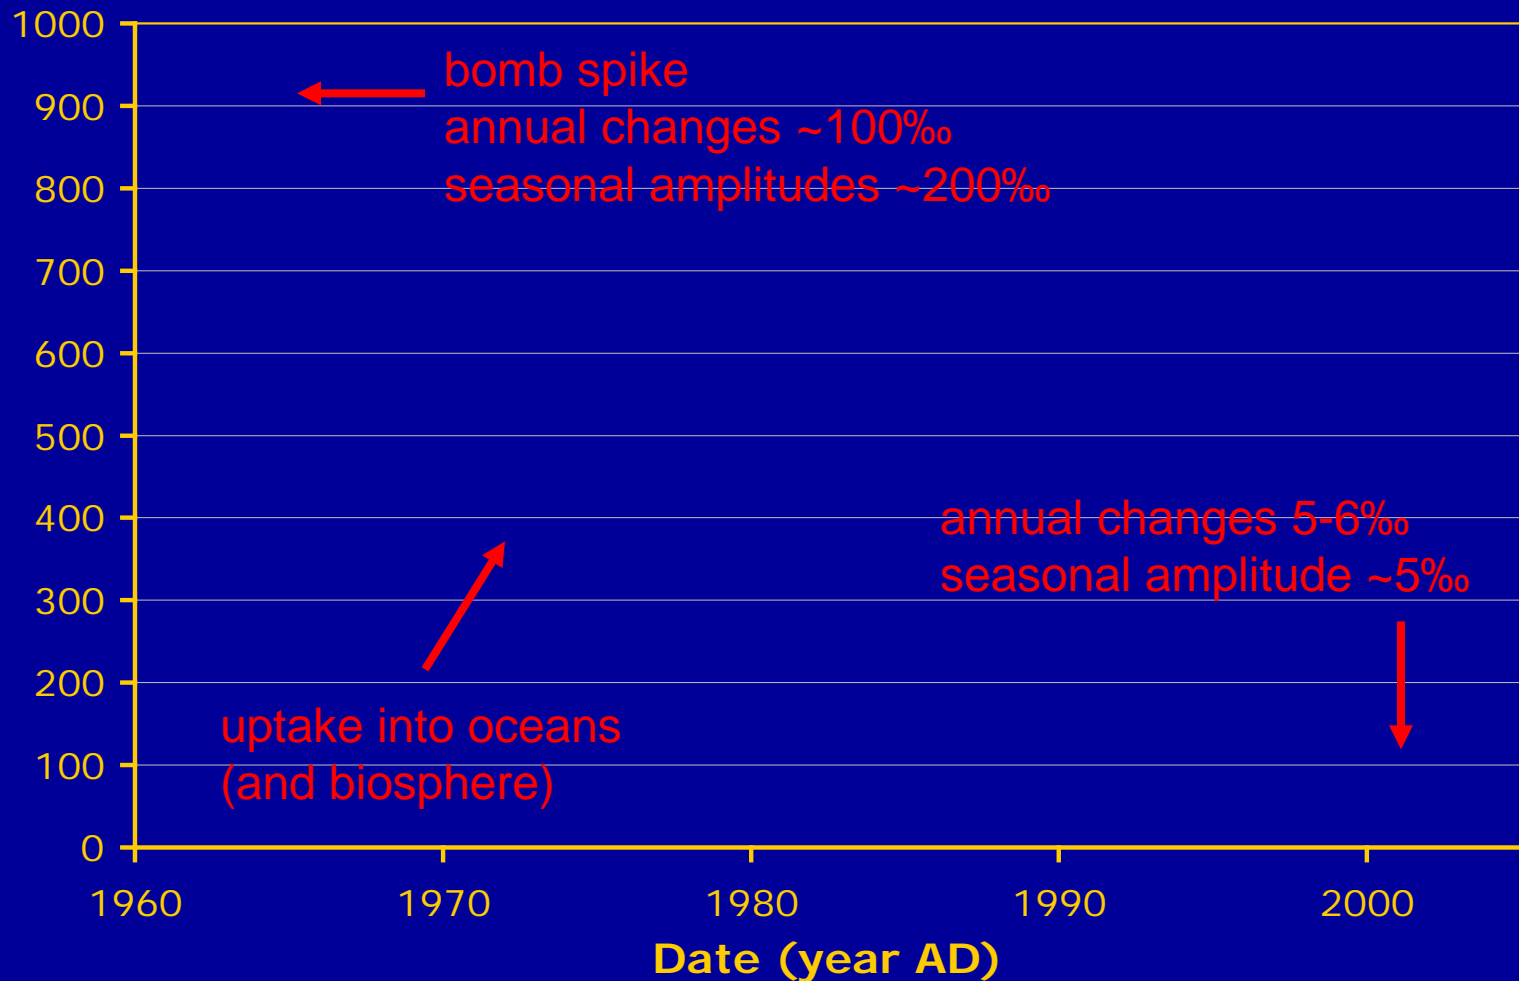 1000
bomb spike
900
annual changes ~100‰
800
seasonal amplitudes ~200‰
700
600
500
400
annual changes 5-6‰
seasonal amplitude ~5‰
300
200
uptake into oceans
100
(and biosphere)
0
1960 1970 1980 1990 2000
Date (year AD)